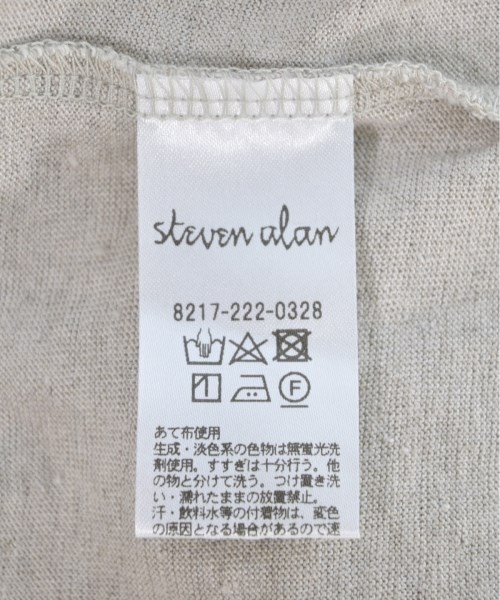 steven alan
8217-222-0328
F
あて布使用
生成・淡色系の色物は無蛍光洗
剤使用。すすぎは十分行う。他
の物と分けて洗う。つけ置き洗
い・濡れたままの放置禁止。
汗・飲料水等の付着物は、変色
の原因となる場合があるので速